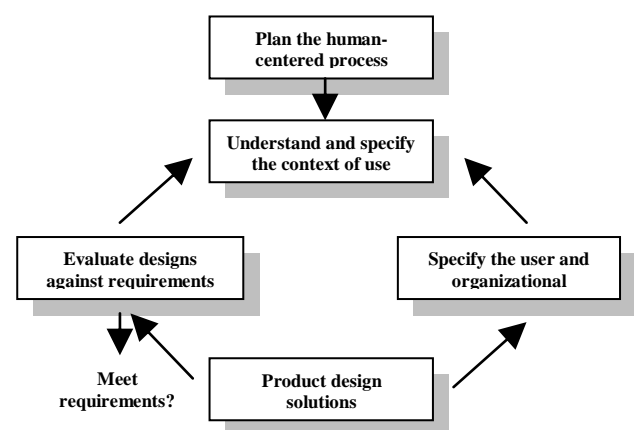 Plan the human-
centered process
Understand and specify
the context of use
Evaluate designs
against requirements
Specify the user and
organizational
Meet
requirements?
Product design
solutions